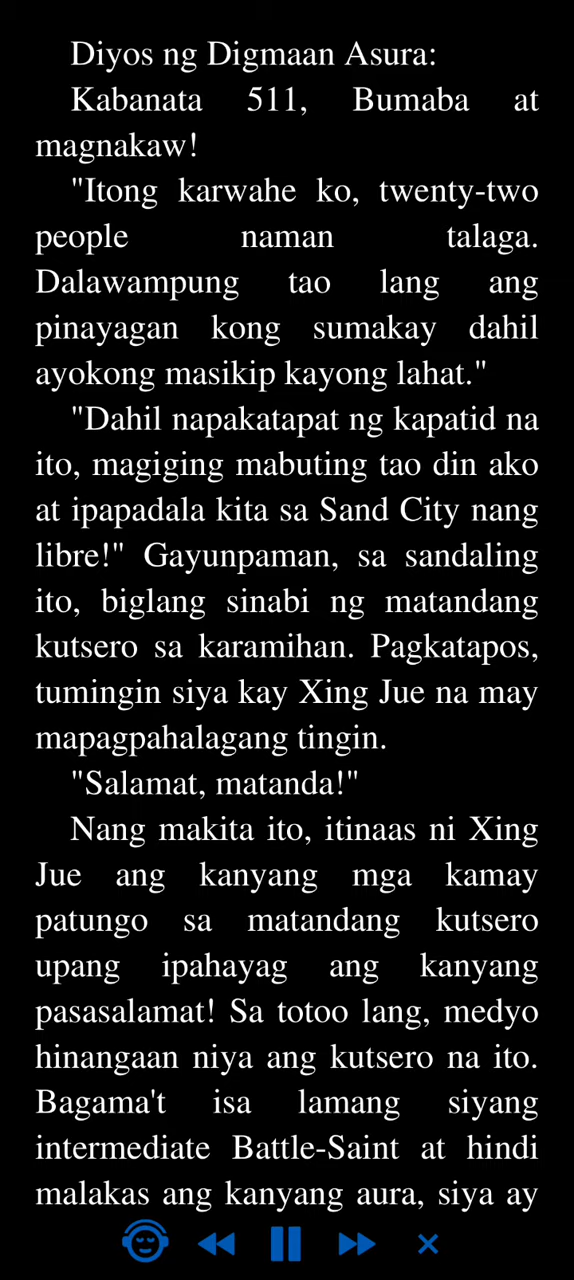 Diyos ng Digmaan Asura:
Kabanata 511, Bumaba at
magnakaw!
"Itong karwahe ko, twenty-two
people naman talaga.
Dalawampung tao lang ang
pinayagan kong sumakay dahil
ayokong masikip kayong lahat."
"Dahil napakatapat ng kapatid na
ito, magiging mabuting tao din ako
at ipapadala kita sa Sand City nang
libre!" Gayunpaman, sa sandaling
ito, biglang sinabi ng matandang
kutsero sa karamihan. Pagkatapos,
tumingin siya kay Xing Jue na may
mapagpahalagang tingin.
"Salamat, matanda!"
Nang makita ito, itinaas ni Xing
Jue ang kanyang mga kamay
patungo sa matandang kutsero
upang ipahayag ang kanyang
pasasalamat! Sa totoo lang, medyo
hinangaan niya ang kutsero na ito.
Bagama't isa lamang siyang
intermediate Battle-Saint at hindi
malakas ang kanyang aura, siya ay